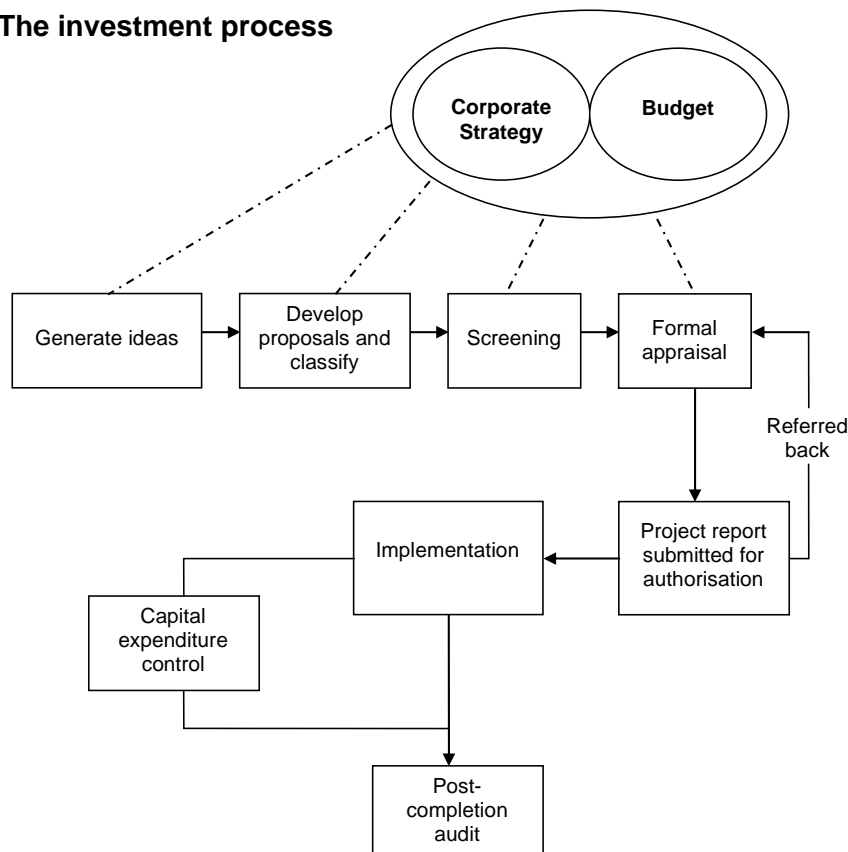 The investment process
Corporate
Strategy
Budget
Generate ideas
Develop
proposals and
classify
Screening
Formal
appraisal
Referred
back
Project report
submitted for
authorisation
Implementation
Capital
expenditure
control
Post-
completion
audit